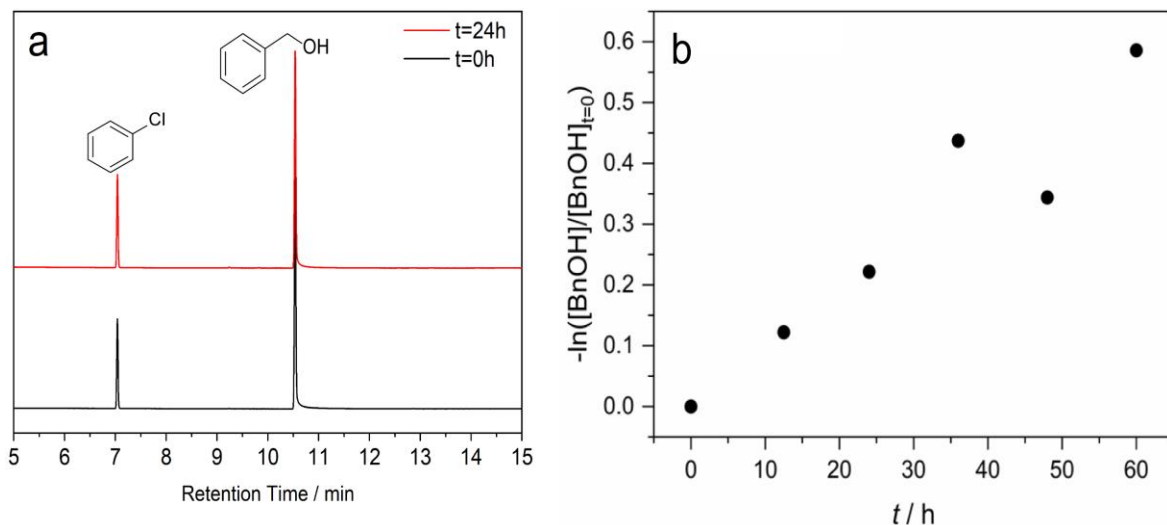 a
t=24h
t=0h
OH
Cl
5 6 7 8 9 10 11 12 13 14 15
Retention Time / min
b
0.6
0.5
0.4
0.3
0.2
0.1
0.0
-ln([BnOH]/[BnOH]t=0)
0 10 20 30 40 50 60
t / h